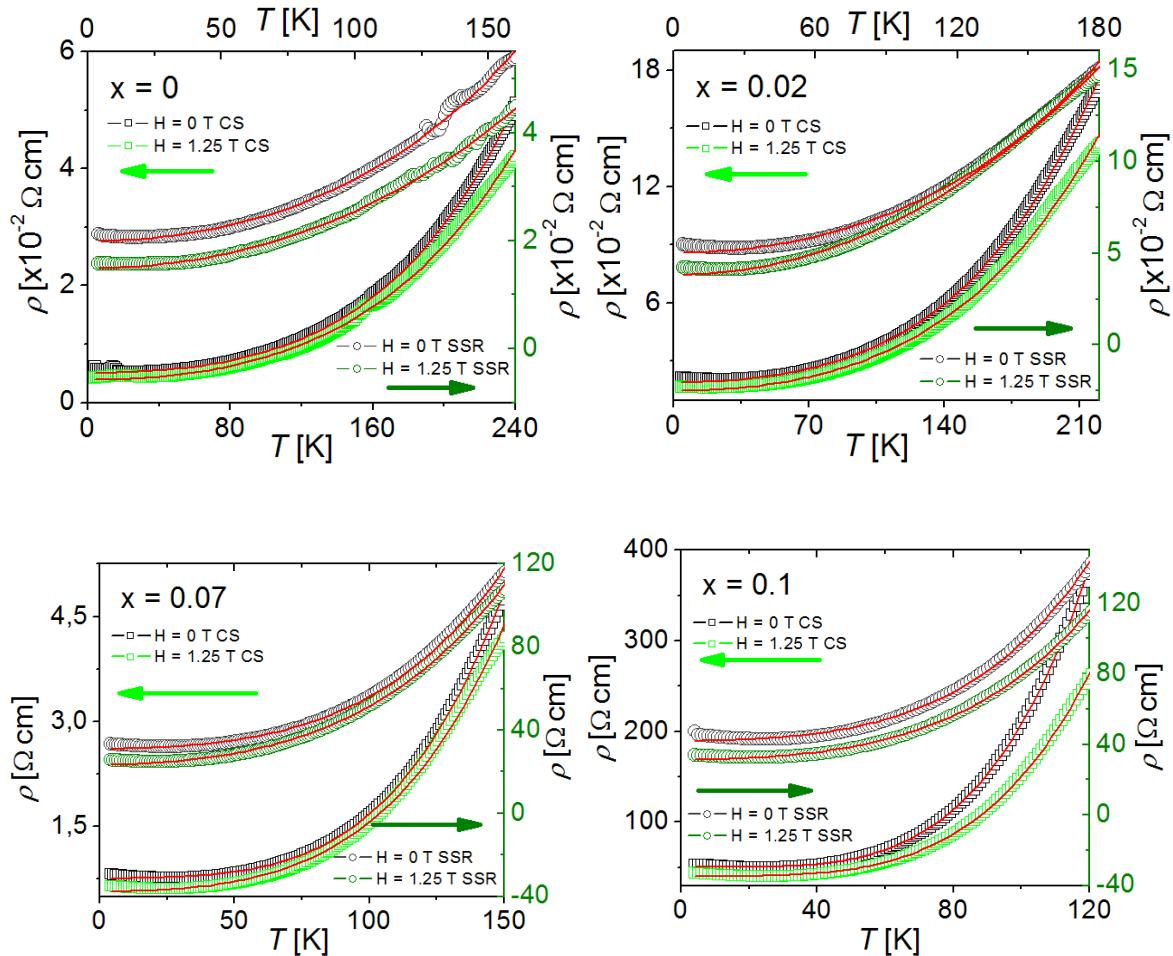 T [K]
0 50 100 150
x = 0
H = 0 T CS
H = 1.25 T CS
H = 0 T SSR
H = 1.25 T SSR
6
4
2
0
ρ [x10⁻² Ω cm]
4
2
0
ρ [x10⁻² Ω cm]
0 80 160 240
T [K]
T [K]
0 60 120 180
x = 0.02
H = 0 T CS
H = 1.25 T CS
H = 0 T SSR
H = 1.25 T SSR
18
12
6
ρ [x10⁻² Ω cm]
15
10
5
0
ρ [x10⁻² Ω cm]
0 70 140 210
T [K]
x = 0.07
H = 0 T CS
H = 1.25 T CS
H = 0 T SSR
H = 1.25 T SSR
4,5
3,0
1,5
ρ [Ω cm]
120
80
40
0
-40
ρ [Ω cm]
0 50 100 150
T [K]
x = 0.1
H = 0 T CS
H = 1.25 T CS
H = 0 T SSR
H = 1.25 T SSR
400
300
200
100
ρ [Ω cm]
120
80
40
0
-40
ρ [Ω cm]
0 40 80 120
T [K]